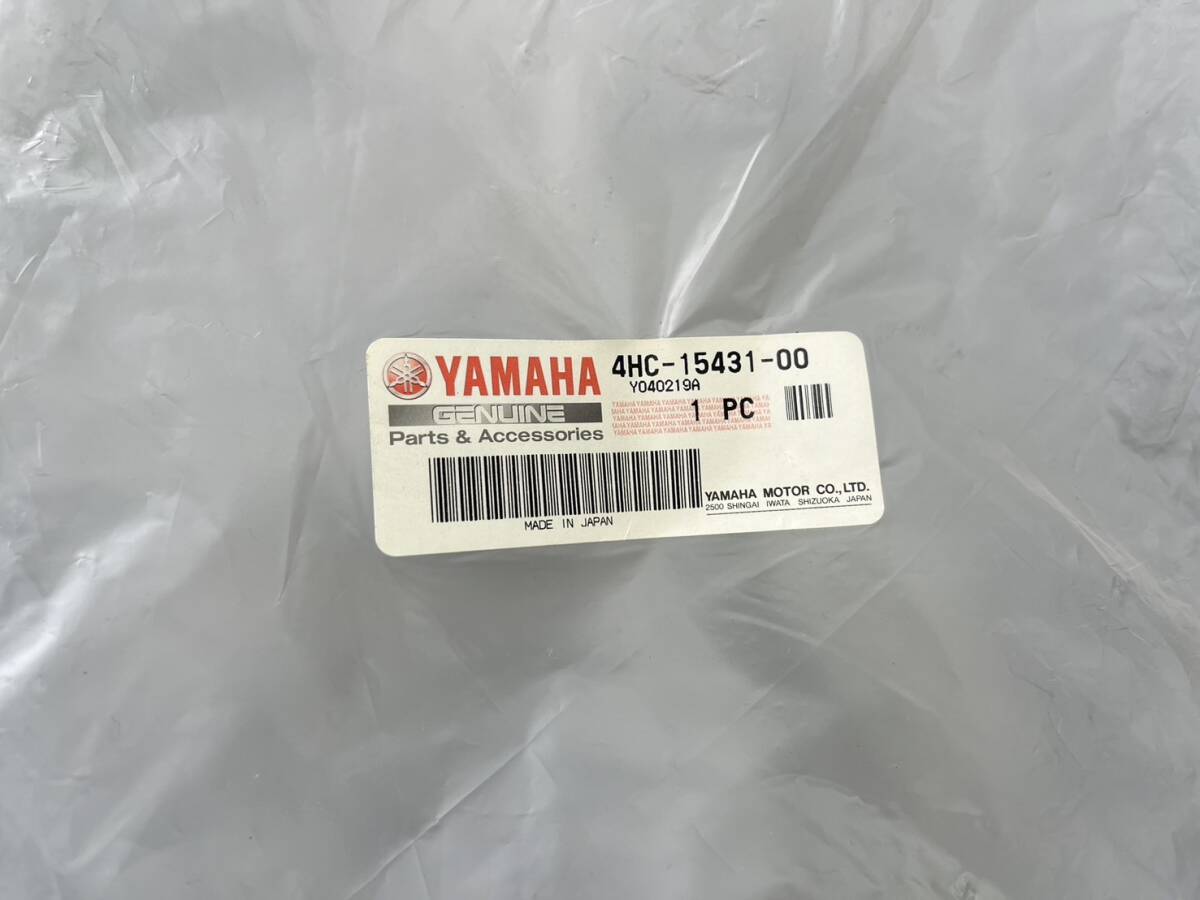 YAMAHA 4HC-15431-00
Y040219A
GENUINE
1 PC
Parts & Accessories
YAMAHA MOTOR CO.,LTD.
2500 SHINGAI IWATA SHIZUOKA JAPAN
MADE IN JAPAN